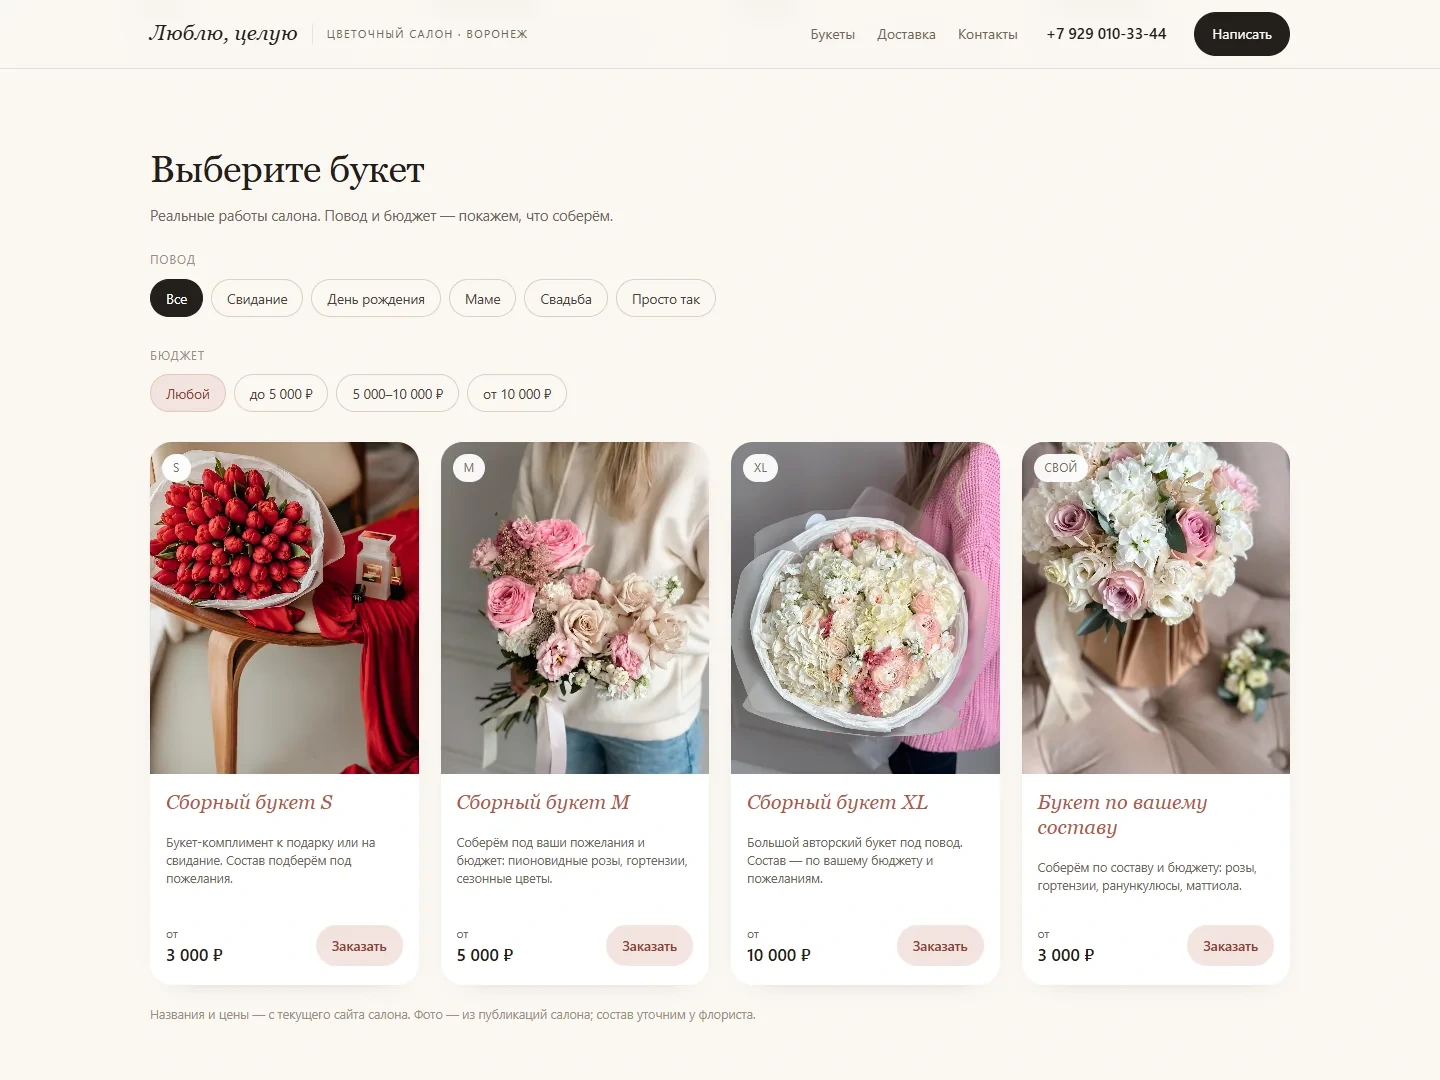 Люблю, целую
ЦВЕТОЧНЫЙ САЛОН · ВОРОНЕЖ
Букеты
Доставка
Контакты
+7 929 010-33-44
Написать
Выберите букет
Реальные работы салона. Повод и бюджет — покажем, что соберём.
ПОВОД
Все
Свидание
День рождения
Маме
Свадьба
Просто так
БЮДЖЕТ
Любой
до 5 000 ₽
5 000–10 000 ₽
от 10 000 ₽
S
Сборный букет S
Букет-комплимент к подарку или на
свидание. Состав подберём под
пожелания.
от
3 000 ₽
Заказать
M
Сборный букет M
Соберём под ваши пожелания и
бюджет: пионовидные розы, гортензии,
сезонные цветы.
от
5 000 ₽
Заказать
XL
Сборный букет XL
Большой авторский букет под повод.
Состав — по вашему бюджету и
пожеланиям.
от
10 000 ₽
Заказать
СВОЙ
Букет по вашему
составу
Соберём по составу и бюджету: розы,
гортензии, ранункулюсы, маттиола.
от
3 000 ₽
Заказать
Названия и цены — с текущего сайта салона. Фото — из публикаций салона; состав уточним у флориста.